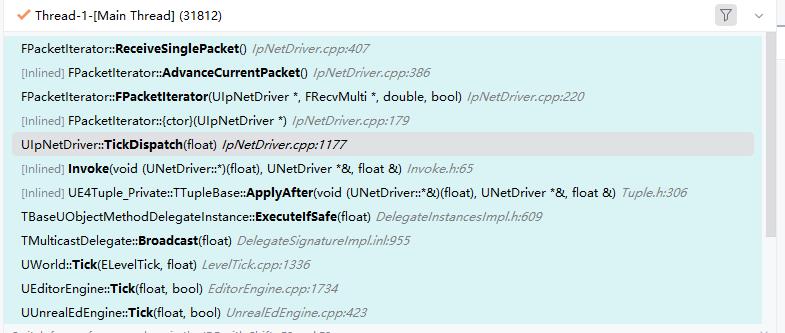 Thread-1-[Main Thread] (31812)
FPacketIterator::ReceiveSinglePacket() IpNetDriver.cpp:407
[Inlined] FPacketIterator::AdvanceCurrentPacket() IpNetDriver.cpp:386
FPacketIterator::FPacketIterator(UIpNetDriver *, FRecvMulti *, double, bool) IpNetDriver.cpp:220
[Inlined] FPacketIterator::{ctor}(UIpNetDriver *) IpNetDriver.cpp:179
UIpNetDriver::TickDispatch(float) IpNetDriver.cpp:1177
[Inlined] Invoke(void (UNetDriver::*)(float), UNetDriver *&, float &) Invoke.h:65
[Inlined] UE4Tuple_Private::TTupleBase::ApplyAfter(void (UNetDriver::*&)(float), UNetDriver *&, float &) Tuple.h:306
TBaseUObjectMethodDelegateInstance::ExecuteIfSafe(float) DelegateInstancesImpl.h:609
TMulticastDelegate::Broadcast(float) DelegateSignatureImpl.inl:955
UWorld::Tick(ELevelTick, float) LevelTick.cpp:1336
UEditorEngine::Tick(float, bool) EditorEngine.cpp:1734
UUnrealEdEngine::Tick(float, bool) UnrealEdEngine.cpp:423